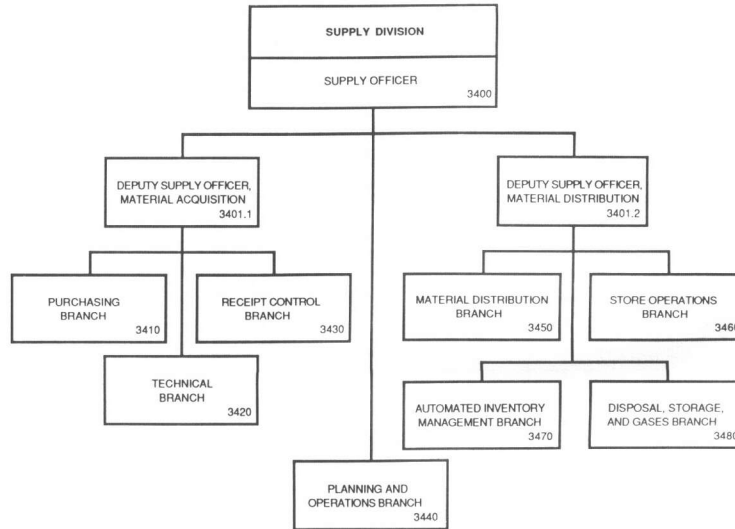 SUPPLY DIVISION
SUPPLY OFFICER
3400
DEPUTY SUPPLY OFFICER,
MATERIAL ACQUISITION
3401.1
DEPUTY SUPPLY OFFICER,
MATERIAL DISTRIBUTION
3401.2
PURCHASING
BRANCH
3410
RECEIPT CONTROL
BRANCH
3430
MATERIAL DISTRIBUTION
BRANCH
3450
STORE OPERATIONS
BRANCH
3460
TECHNICAL
BRANCH
3420
AUTOMATED INVENTORY
MANAGEMENT BRANCH
3470
DISPOSAL, STORAGE,
AND GASES BRANCH
3480
PLANNING AND
OPERATIONS BRANCH
3440